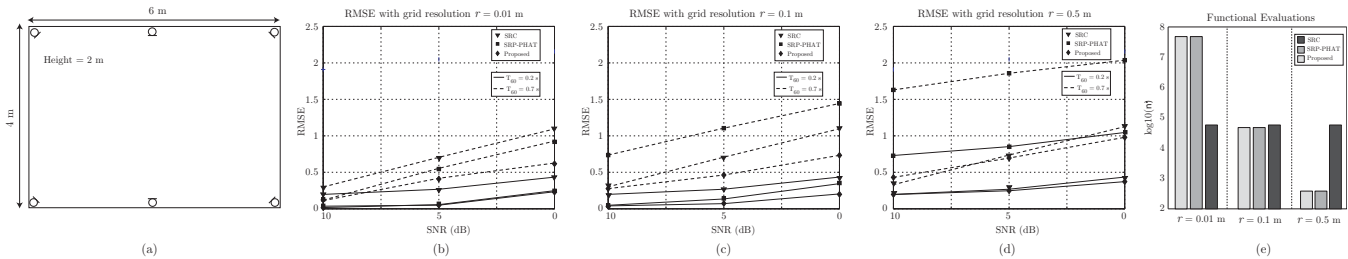 6 m
4 m
Height = 2 m
(a)
RMSE with grid resolution r = 0.01 m
RMSE
2.5
2
1.5
1
0.5
0
10
5
0
SNR (dB)
SRC
SRP-PHAT
Proposed
T60 = 0.2 s
T60 = 0.7 s
(b)
RMSE with grid resolution r = 0.1 m
RMSE
2.5
2
1.5
1
0.5
0
10
5
0
SNR (dB)
SRC
SRP-PHAT
Proposed
T60 = 0.2 s
T60 = 0.7 s
(c)
RMSE with grid resolution r = 0.5 m
RMSE
2.5
2
1.5
1
0.5
0
10
5
0
SNR (dB)
SRC
SRP-PHAT
Proposed
T60 = 0.2 s
T60 = 0.7 s
(d)
Functional Evaluations
log10(n)
8
7
6
5
4
3
2
SRC
SRP-PHAT
Proposed
r = 0.01 m
r = 0.1 m
r = 0.5 m
(e)